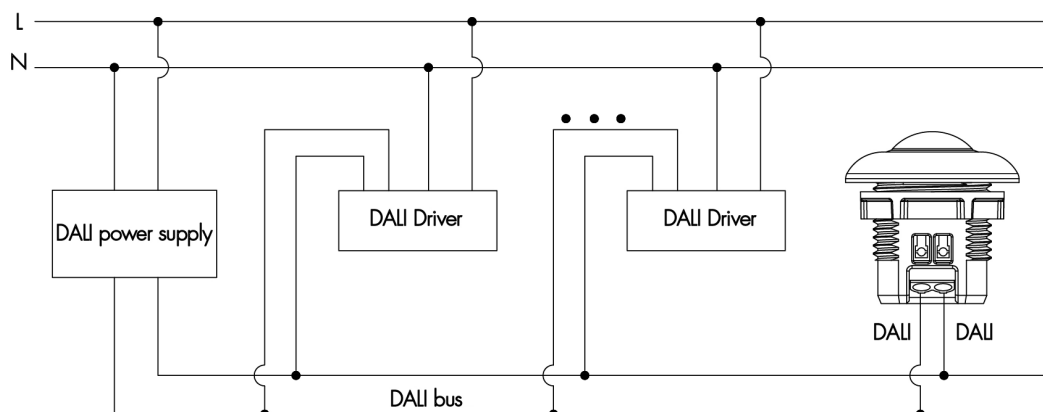 L
N
DALI power supply
DALI Driver
DALI Driver
DALI
DALI
DALI bus